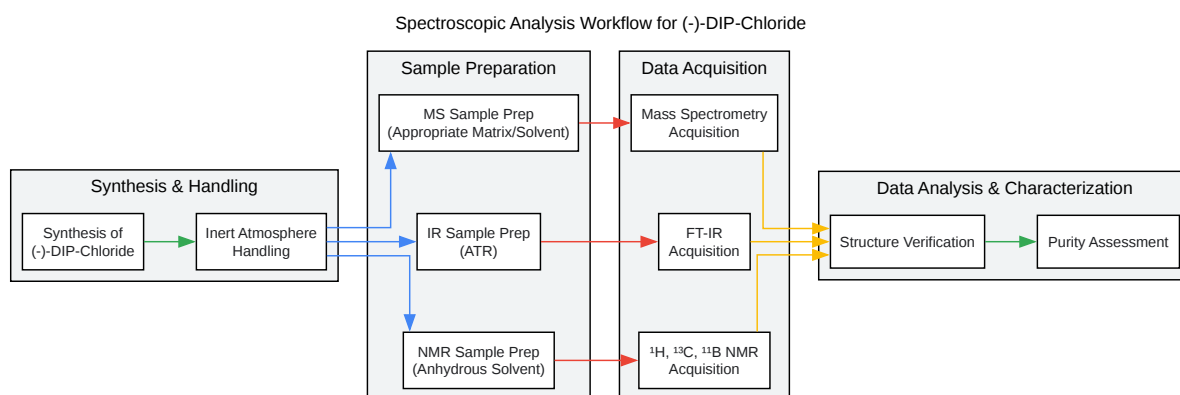 Spectroscopic Analysis Workflow for (-)-DIP-Chloride
Synthesis & Handling
Synthesis of
(-)-DIP-Chloride
Inert Atmosphere
Handling
Sample Preparation
MS Sample Prep
(Appropriate Matrix/Solvent)
IR Sample Prep
(ATR)
NMR Sample Prep
(Anhydrous Solvent)
Data Acquisition
Mass Spectrometry
Acquisition
FT-IR
Acquisition
¹H, ¹³C, ¹¹B NMR
Acquisition
Data Analysis & Characterization
Structure Verification
Purity Assessment